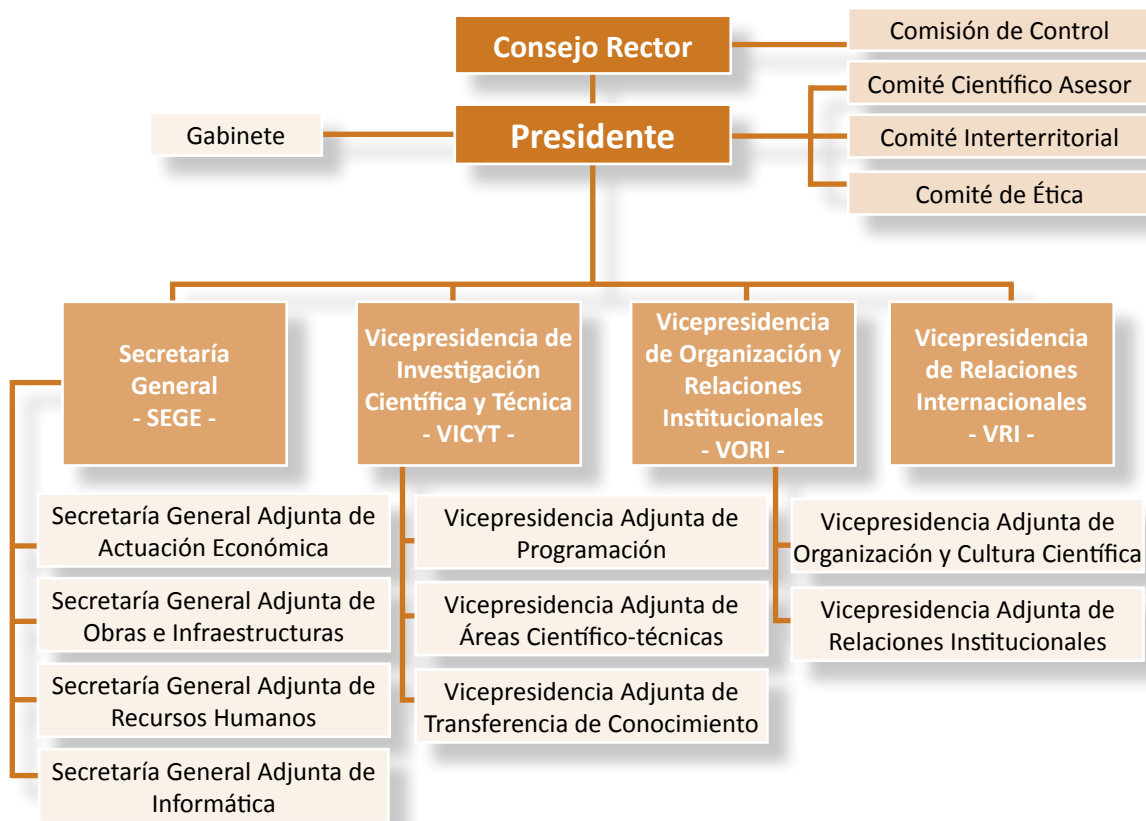 Consejo Rector
Comisión de Control
Comité Científico Asesor
Gabinete
Presidente
Comité Interterritorial
Comité de Ética
Secretaría
General
- SEGE -
Vicepresidencia de
Investigación
Científica y Técnica
- VICYT -
Vicepresidencia
de Organización y
Relaciones
Institucionales
- VORI -
Vicepresidencia
de Relaciones
Internacionales
- VRI -
Secretaría General Adjunta de
Actuación Económica
Secretaría General Adjunta de
Obras e Infraestructuras
Secretaría General Adjunta de
Recursos Humanos
Secretaría General Adjunta de
Informática
Vicepresidencia Adjunta de
Programación
Vicepresidencia Adjunta de
Áreas Científico-técnicas
Vicepresidencia Adjunta de
Transferencia de Conocimiento
Vicepresidencia Adjunta de
Organización y Cultura Científica
Vicepresidencia Adjunta de
Relaciones Institucionales